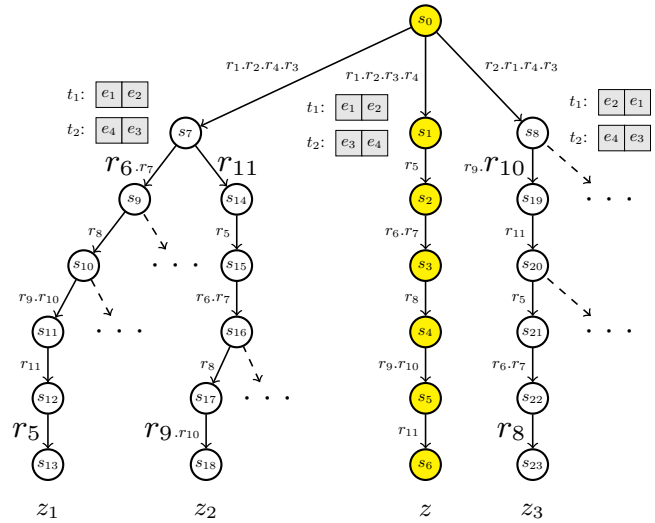 s0
r1.r2.r4.r3 r1.r2.r3.r4 r2.r1.r4.r3
t1: e1 e2 t1: e1 e2 t1: e2 e1
t2: e4 e3 t2: e3 e4 t2: e4 e3
s7 s1 s8
r6.r7 r11 r5 r9.r10
s9 s14 s2 s19 · · ·
r8 r5 r6.r7 r11
s10 · · · s15 s3 s20
r9.r10 r6.r7 r8 r5
s11 · · · s16 s4 s21 · · ·
r11 r8 r9.r10 r6.r7
s12 s17 · · · s5 s22
r5 r9.r10 r11 r8
s13 s18 s6 s23
z1 z2 z z3